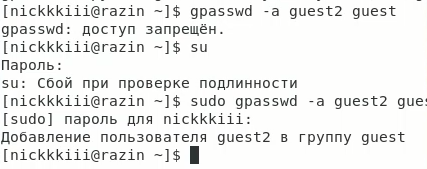 [nickkkiii@razin ~]$ gpasswd -a guest2 guest
gpasswd: доступ запрещён.
[nickkkiii@razin ~]$ su
Пароль:
su: Сбой при проверке подлинности
[nickkkiii@razin ~]$ sudo gpasswd -a guest2 gues
[sudo] пароль для nickkkiii:
Добавление пользователя guest2 в группу guest
[nickkkiii@razin ~]$